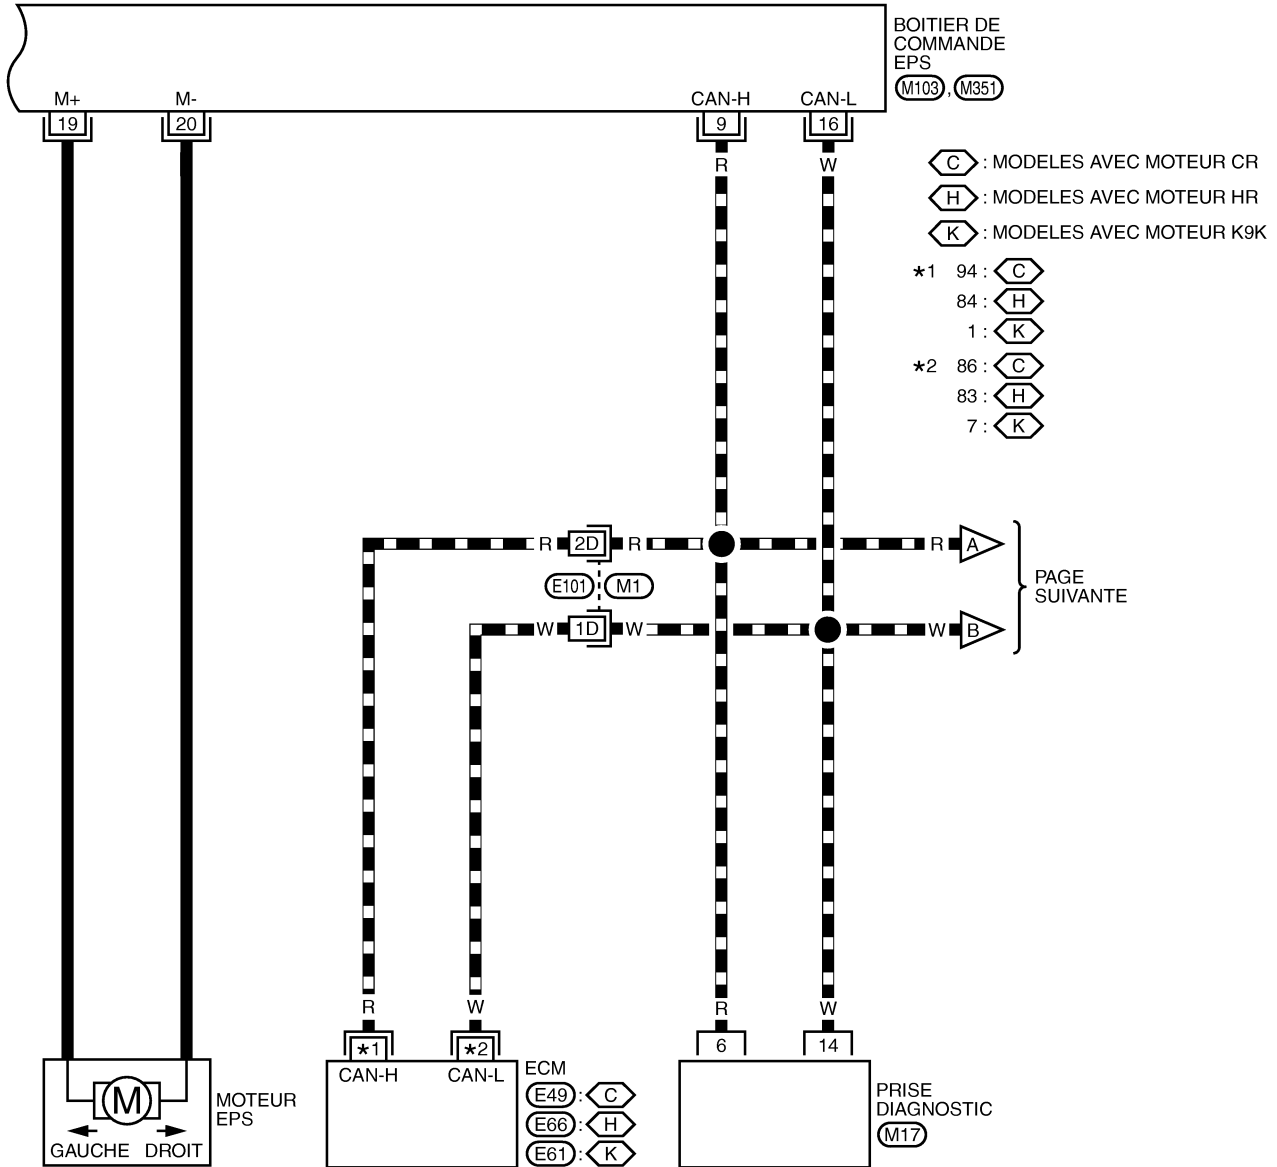 BOITIER DE
COMMANDE
EPS
M103 , M351
M+ M- CAN-H CAN-L
19 20 9 16
R W
C : MODELES AVEC MOTEUR CR
H : MODELES AVEC MOTEUR HR
K : MODELES AVEC MOTEUR K9K
*1 94 : C
84 : H
1 : K
*2 86 : C
83 : H
7 : K
R 2D R R A
E101 M1
PAGE
SUIVANTE
W 1D W W B
R W R W
*1 *2 6 14
CAN-H CAN-L
ECM
E49 : C
E66 : H
E61 : K
M
GAUCHE DROIT
MOTEUR
EPS
PRISE
DIAGNOSTIC
M17